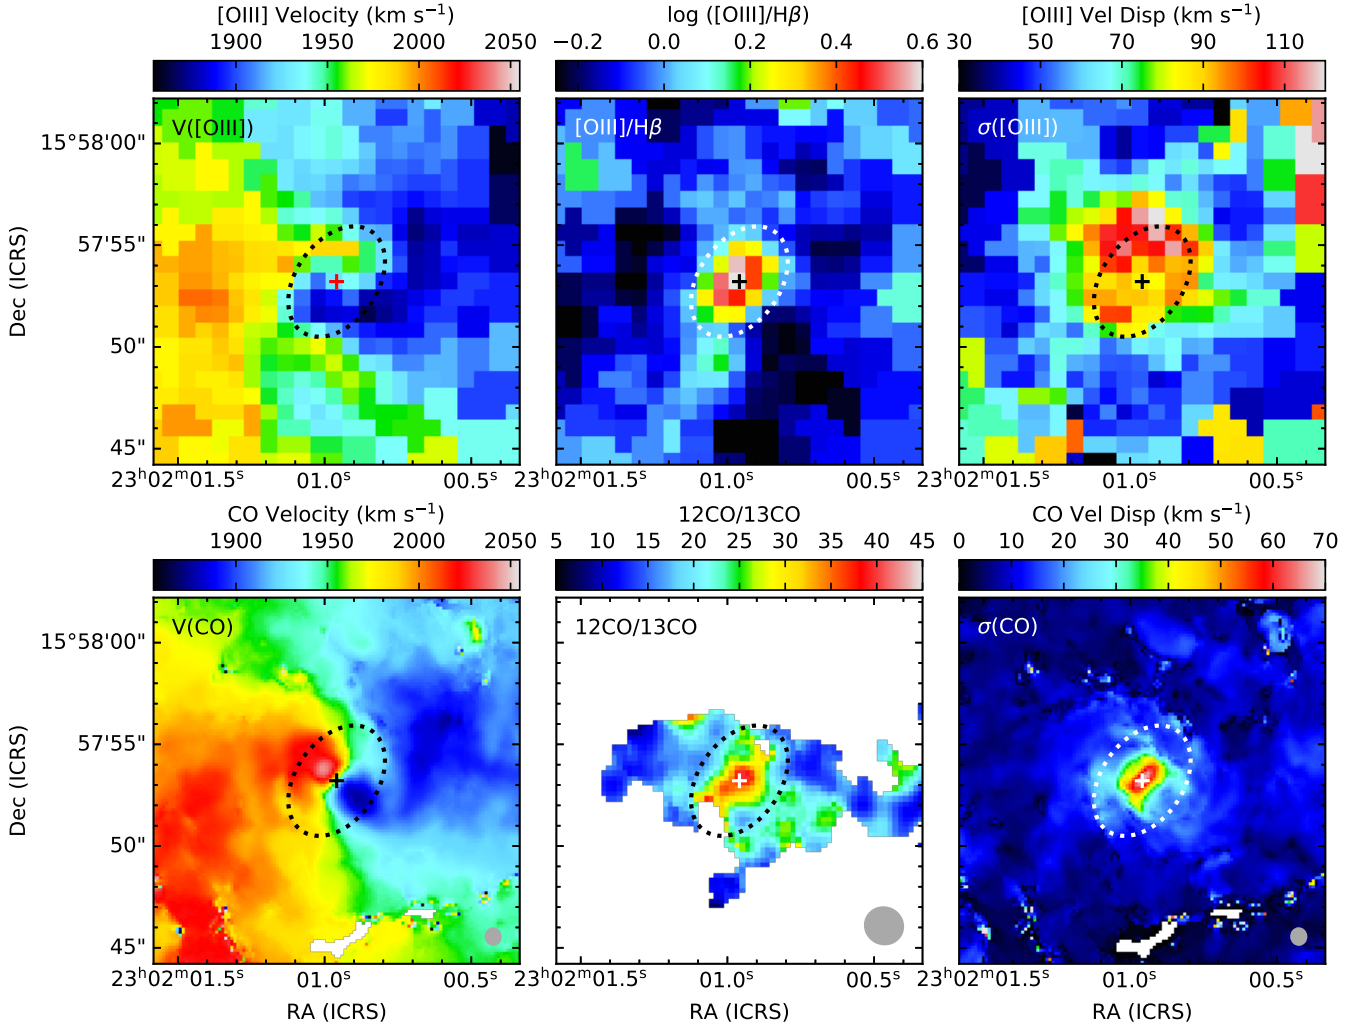 [OIII] Velocity (km s⁻¹) log ([OIII]/Hβ) [OIII] Vel Disp (km s⁻¹)
1900 1950 2000 2050 −0.2 0.0 0.2 0.4 0.6 30 50 70 90 110
V([OIII]) [OIII]/Hβ σ([OIII])
15°58'00"
57'55"
50"
45"
Dec (ICRS)
23ʰ02ᵐ01.5ˢ 01.0ˢ 00.5ˢ 23ʰ02ᵐ01.5ˢ 01.0ˢ 00.5ˢ 23ʰ02ᵐ01.5ˢ 01.0ˢ 00.5ˢ
CO Velocity (km s⁻¹) 12CO/13CO CO Vel Disp (km s⁻¹)
1900 1950 2000 2050 5 10 15 20 25 30 35 40 45 0 10 20 30 40 50 60 70
V(CO) 12CO/13CO σ(CO)
15°58'00"
57'55"
50"
45"
Dec (ICRS)
23ʰ02ᵐ01.5ˢ 01.0ˢ 00.5ˢ 23ʰ02ᵐ01.5ˢ 01.0ˢ 00.5ˢ 23ʰ02ᵐ01.5ˢ 01.0ˢ 00.5ˢ
RA (ICRS) RA (ICRS) RA (ICRS)